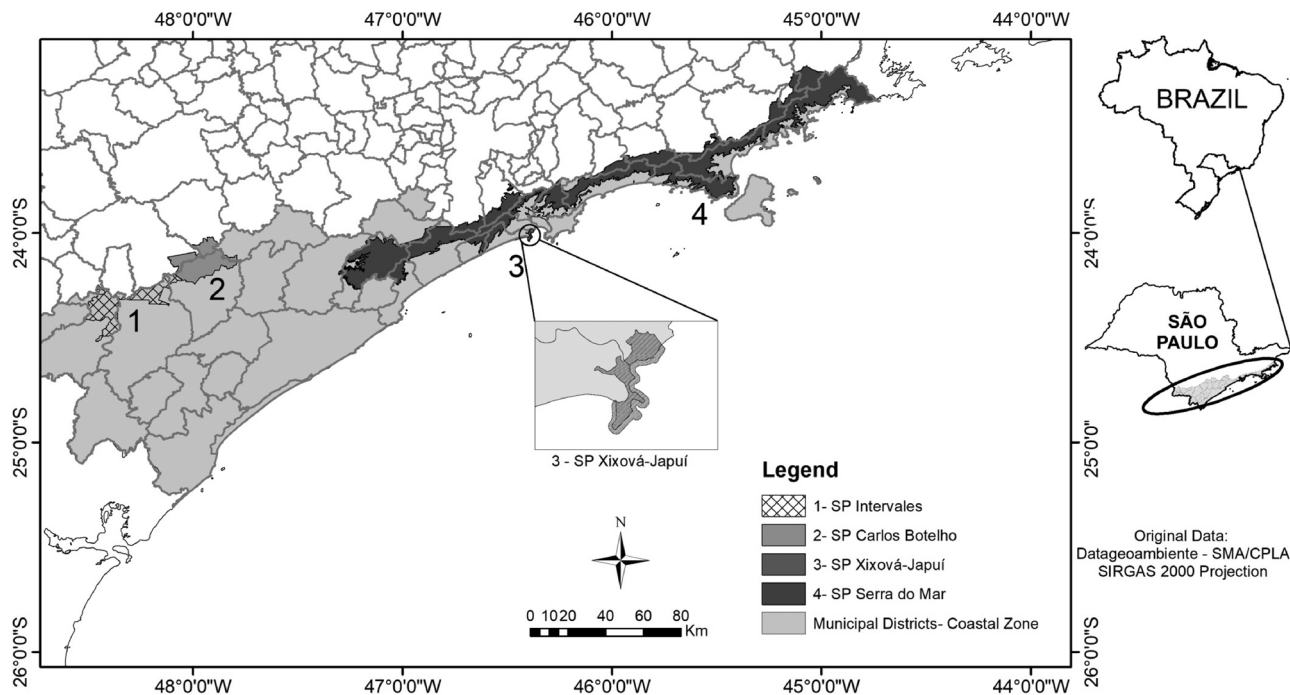 48°0'0"W 47°0'0"W 46°0'0"W 45°0'0"W 44°0'0"W
24°0'0"S
25°0'0"S
26°0'0"S
1
2
3
4
3 - SP Xixová-Japuí
Legend
1- SP Intervales
2- SP Carlos Botelho
3- SP Xixová-Japuí
4- SP Serra do Mar
Municipal Districts- Coastal Zone
N
0 10 20 40 60 80
Km
48°0'0"W 47°0'0"W 46°0'0"W 45°0'0"W 44°0'0"W
24°0'0"S
25°0'0"
26°0'0"S
BRAZIL
SÃO
PAULO
Original Data:
Datageoambiente - SMA/CPLA
SIRGAS 2000 Projection